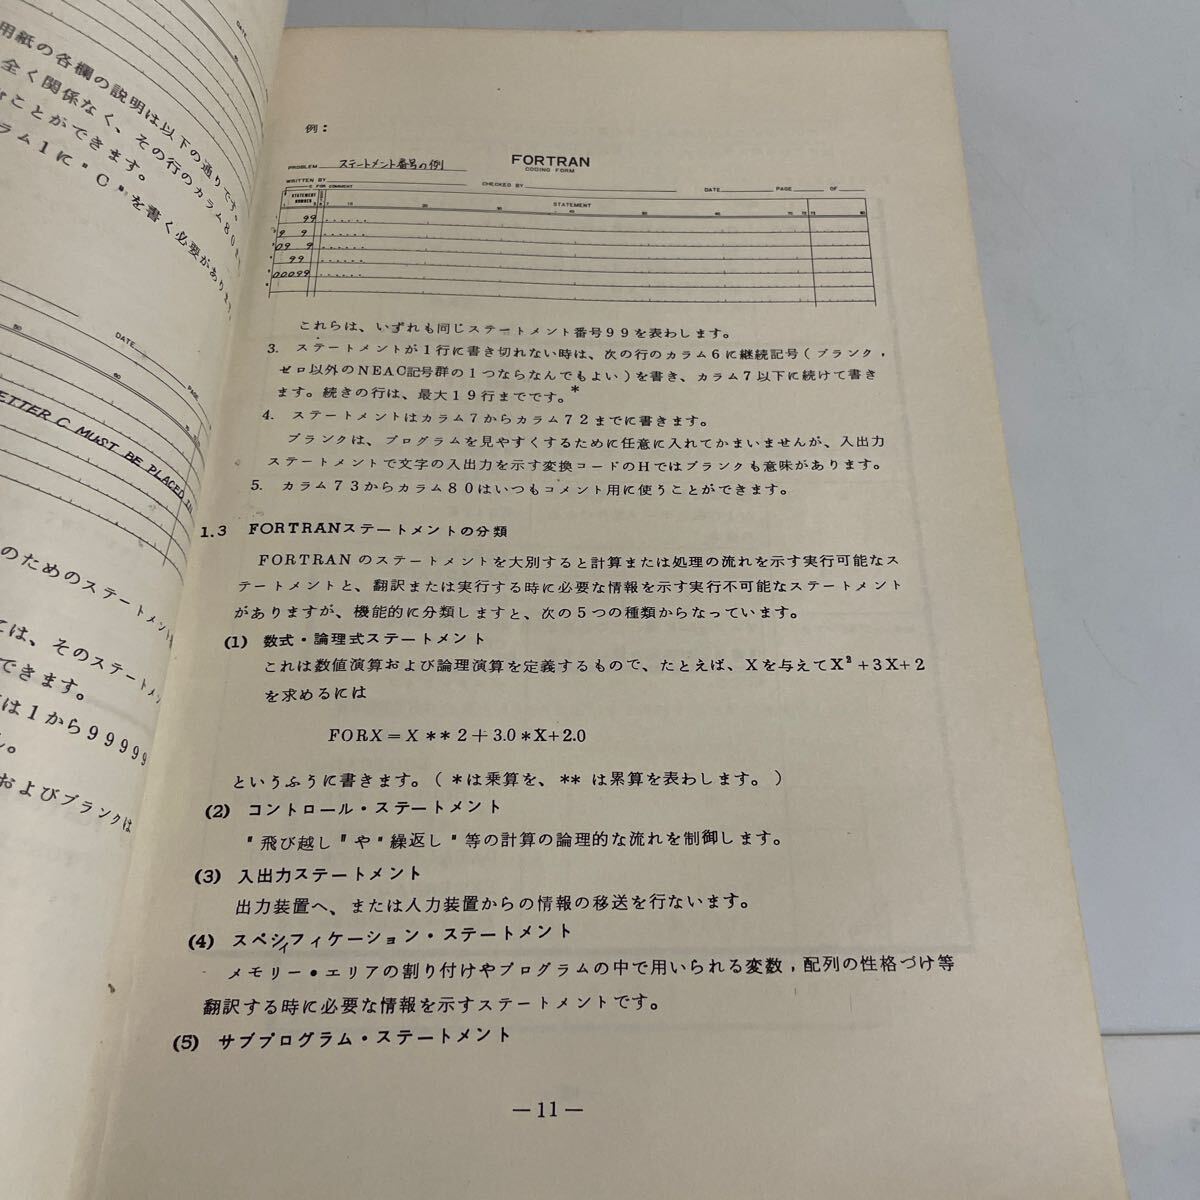 DATE
用紙の各欄の説明は以下の通りです。
全く関係なく、その行のカラム80ま
ことができます。
ラム1に"C"を書く必要があります
DATE
PAGE
ETTER C MUST BE PLACED IN
のためのステートメント
ては、そのステートメン
できます。
は1から99999
ん。
およびブランクは
例:
PROBLEM ステートメント番号の例 FORTRAN
CODING FORM
WRITTEN BY CHECKED BY DATE PAGE OF
C FOR COMMENT
STATEMENT NUMBER STATEMENT
99
9 9
09 9
99
00099
これらは、いずれも同じステートメント番号99を表わします。
3. ステートメントが1行に書き切れない時は、次の行のカラム6に継続記号(ブランク,
ゼロ以外のNEAC記号群の1つならなんでもよい)を書き、カラム7以下に続けて書き
ます。続きの行は、最大19行までです。*
4. ステートメントはカラム7からカラム72までに書きます。
ブランクは、プログラムを見やすくするために任意に入れてかまいませんが、入出力
ステートメントで文字の入出力を示す変換コードのHではブランクも意味があります。
5. カラム73からカラム80はいつもコメント用に使うことができます。
1.3 FORTRANステートメントの分類
FORTRANのステートメントを大別すると計算または処理の流れを示す実行可能なス
テートメントと、翻訳または実行する時に必要な情報を示す実行不可能なステートメント
がありますが、機能的に分類しますと、次の5つの種類からなっています。
(1) 数式・論理式ステートメント
これは数値演算および論理演算を定義するもので、たとえば、Xを与えてX²+3X+2
を求めるには
FORX=X**2+3.0*X+2.0
というふうに書きます。(*は乗算を、**は累算を表わします。)
(2) コントロール・ステートメント
"飛び越し"や"繰返し"等の計算の論理的な流れを制御します。
(3) 入出力ステートメント
出力装置へ、または入力装置からの情報の移送を行ないます。
(4) スペシィフィケーション・ステートメント
メモリー・エリアの割り付けやプログラムの中で用いられる変数,配列の性格づけ等
翻訳する時に必要な情報を示すステートメントです。
(5) サブプログラム・ステートメント
—11—